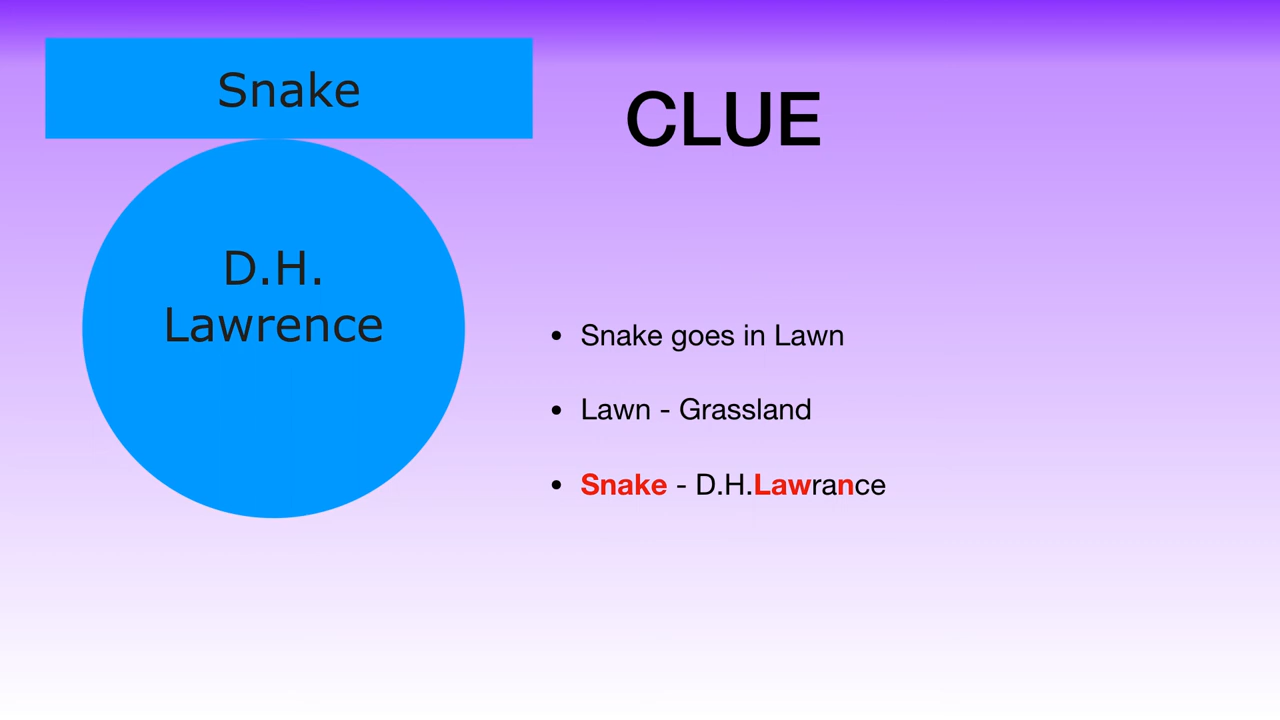 Snake
D.H.
Lawrence
CLUE
• Snake goes in Lawn
• Lawn - Grassland
• Snake - D.H.Lawrance